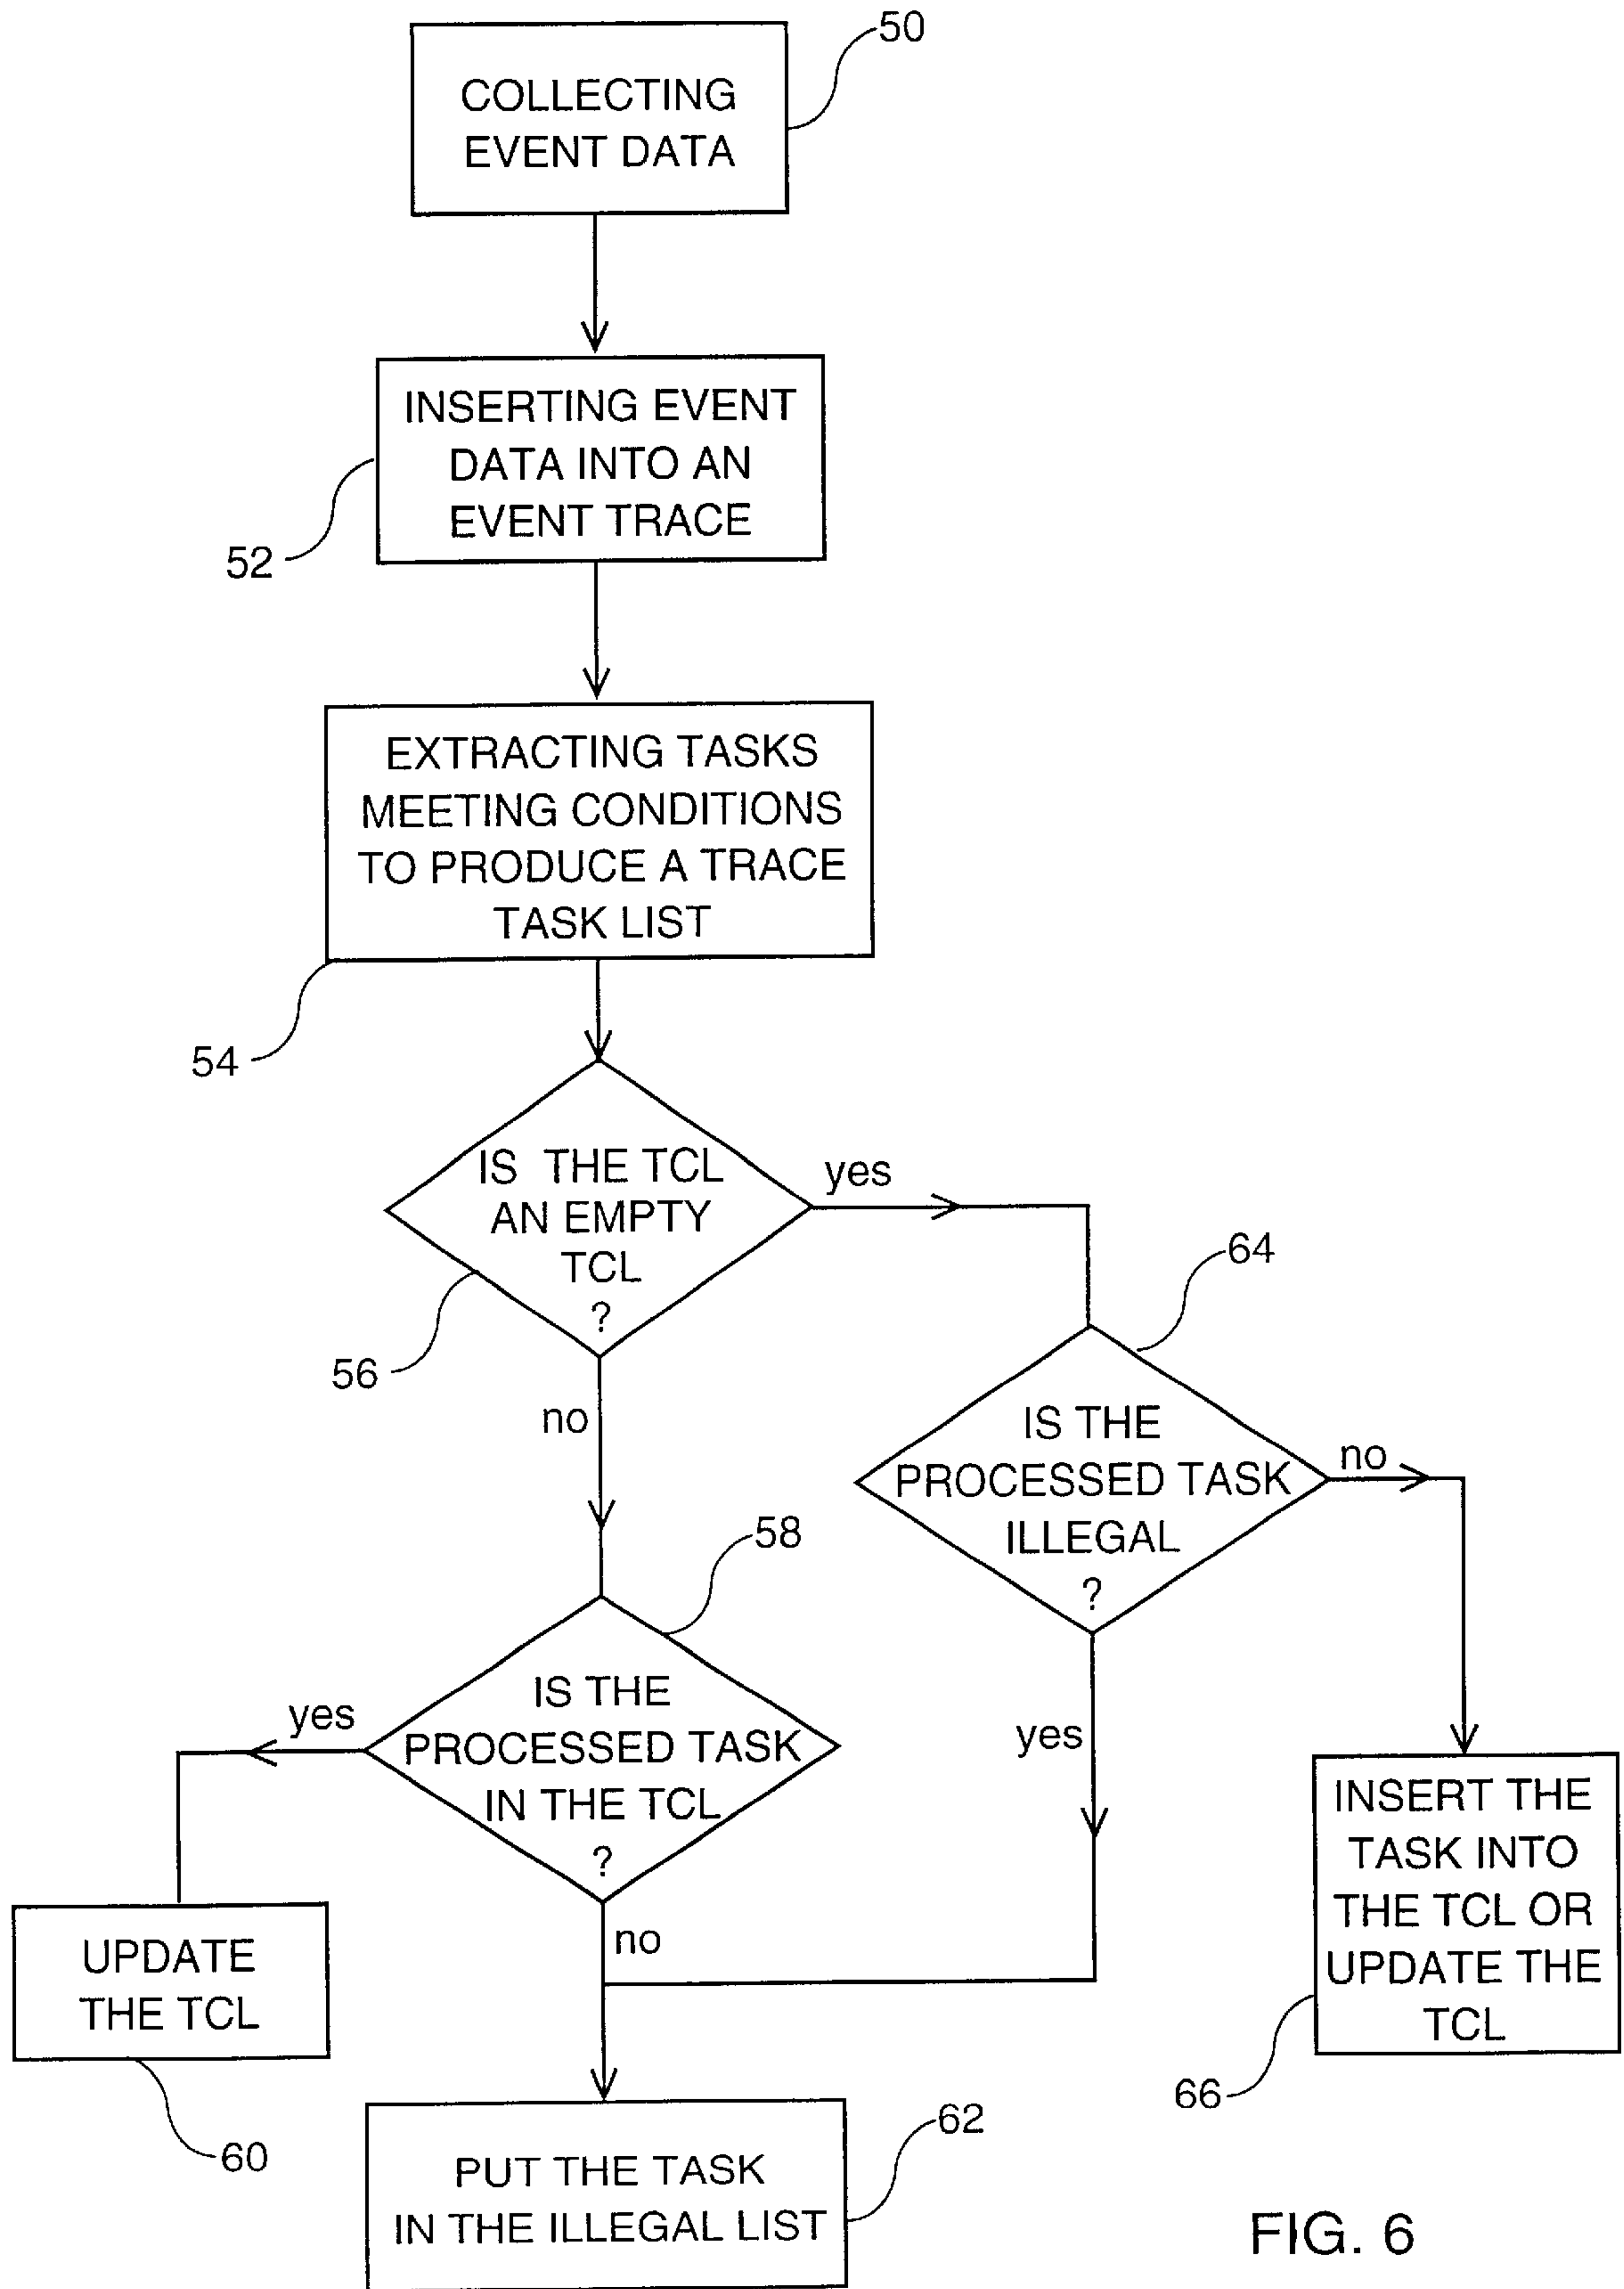 50
COLLECTING
EVENT DATA
INSERTING EVENT
DATA INTO AN
EVENT TRACE
52
EXTRACTING TASKS
MEETING CONDITIONS
TO PRODUCE A TRACE
TASK LIST
54
IS THE TCL
AN EMPTY
TCL
?
yes
56
no
64
IS THE
PROCESSED TASK
ILLEGAL
?
no
yes
58
IS THE
PROCESSED TASK
IN THE TCL
?
yes
no
UPDATE
THE TCL
60
INSERT THE
TASK INTO
THE TCL OR
UPDATE THE
TCL
66
62
PUT THE TASK
IN THE ILLEGAL LIST
FIG. 6